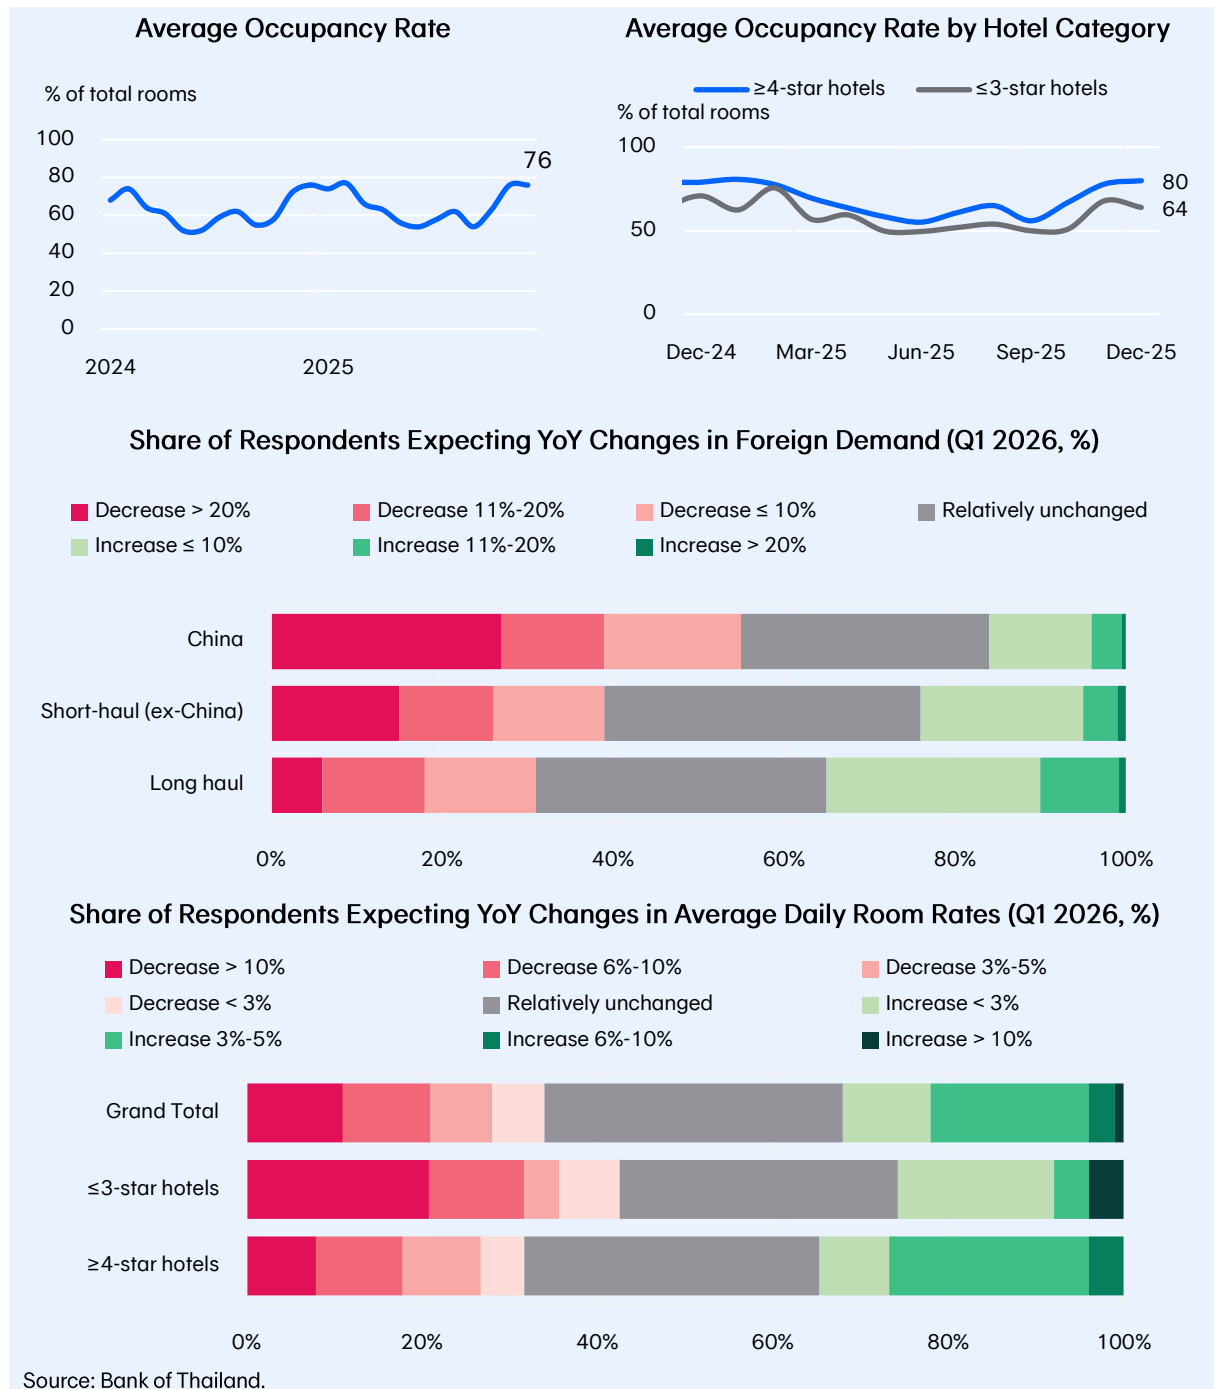 Average Occupancy Rate
% of total rooms
100
80
60
40
20
0
76
2024 2025
Average Occupancy Rate by Hotel Category
≥4-star hotels ≤3-star hotels
% of total rooms
100
50
0
80
64
Dec-24 Mar-25 Jun-25 Sep-25 Dec-25
Share of Respondents Expecting YoY Changes in Foreign Demand (Q1 2026, %)
Decrease > 20% Decrease 11%-20% Decrease ≤ 10% Relatively unchanged
Increase ≤ 10% Increase 11%-20% Increase > 20%
China
Short-haul (ex-China)
Long haul
0% 20% 40% 60% 80% 100%
Share of Respondents Expecting YoY Changes in Average Daily Room Rates (Q1 2026, %)
Decrease > 10% Decrease 6%-10% Decrease 3%-5%
Decrease < 3% Relatively unchanged Increase < 3%
Increase 3%-5% Increase 6%-10% Increase > 10%
Grand Total
≤3-star hotels
≥4-star hotels
0% 20% 40% 60% 80% 100%
Source: Bank of Thailand.